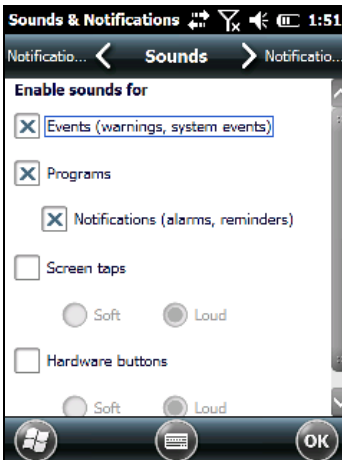 Sounds & Notifications 1:51
Notificatio... Sounds Notificatio...
Enable sounds for
Events (warnings, system events)
Programs
Notifications (alarms, reminders)
Screen taps
Soft Loud
Hardware buttons
Soft Loud
OK